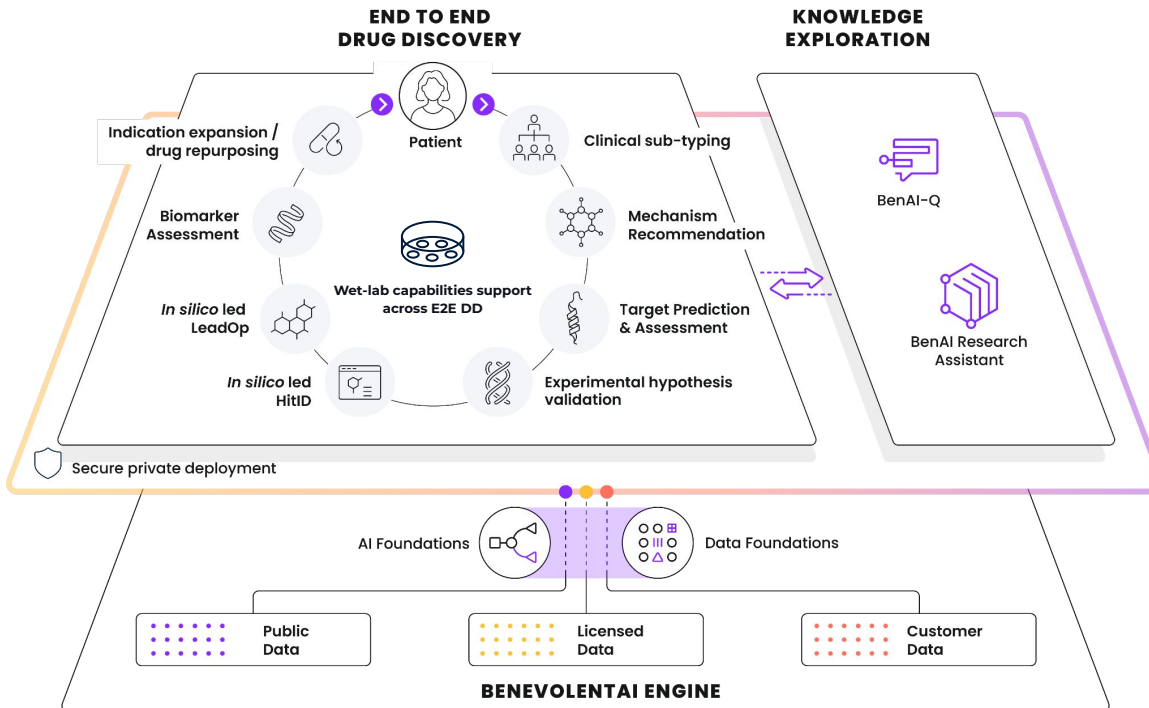 END TO END
DRUG DISCOVERY
KNOWLEDGE
EXPLORATION
Patient
Indication expansion /
drug repurposing
Clinical sub-typing
Biomarker
Assessment
Mechanism
Recommendation
Wet-lab capabilities support
across E2E DD
In silico led
LeadOp
Target Prediction
& Assessment
In silico led
HitID
Experimental hypothesis
validation
BenAI-Q
BenAI Research
Assistant
Secure private deployment
AI Foundations
Data Foundations
Public
Data
Licensed
Data
Customer
Data
BENEVOLENTAI ENGINE